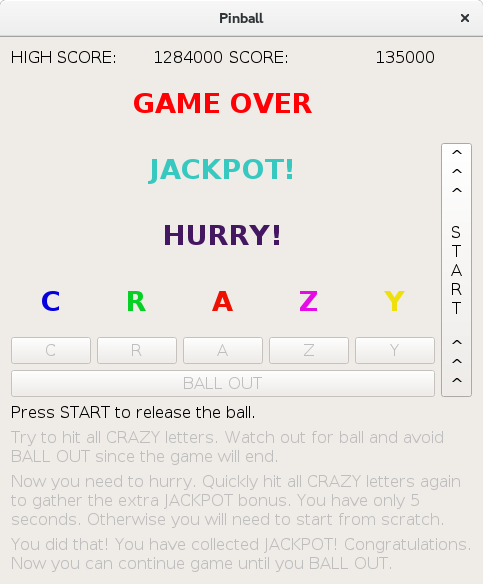 Pinball ×
HIGH SCORE: 1284000 SCORE: 135000
GAME OVER
JACKPOT!
HURRY!
START
C R A Z Y
C R A Z Y
BALL OUT
Press START to release the ball.
Try to hit all CRAZY letters. Watch out for ball and avoid
BALL OUT since the game will end.
Now you need to hurry. Quickly hit all CRAZY letters again
to gather the extra JACKPOT bonus. You have only 5
seconds. Otherwise you will need to start from scratch.
You did that! You have collected JACKPOT! Congratulations.
Now you can continue game until you BALL OUT.